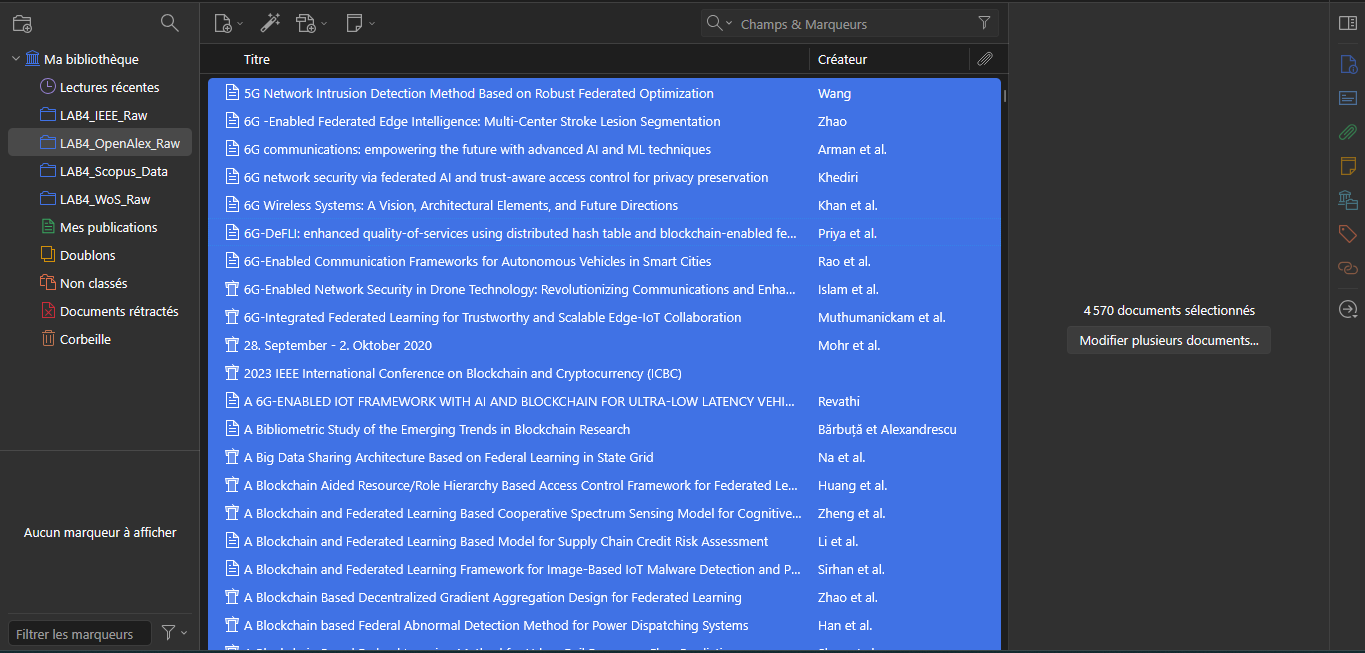 Champs & Marqueurs
Ma bibliothèque
Lectures récentes
LAB4_IEEE_Raw
LAB4_OpenAlex_Raw
LAB4_Scopus_Data
LAB4_WoS_Raw
Mes publications
Doublons
Non classés
Documents rétractés
Corbeille
Aucun marqueur à afficher
Filtrer les marqueurs
Titre Créateur
5G Network Intrusion Detection Method Based on Robust Federated Optimization Wang
6G -Enabled Federated Edge Intelligence: Multi-Center Stroke Lesion Segmentation Zhao
6G communications: empowering the future with advanced AI and ML techniques Arman et al.
6G network security via federated AI and trust-aware access control for privacy preservation Khediri
6G Wireless Systems: A Vision, Architectural Elements, and Future Directions Khan et al.
6G-DeFLI: enhanced quality-of-services using distributed hash table and blockchain-enabled fe... Priya et al.
6G-Enabled Communication Frameworks for Autonomous Vehicles in Smart Cities Rao et al.
6G-Enabled Network Security in Drone Technology: Revolutionizing Communications and Enha... Islam et al.
6G-Integrated Federated Learning for Trustworthy and Scalable Edge-IoT Collaboration Muthumanickam et al.
28. September - 2. Oktober 2020 Mohr et al.
2023 IEEE International Conference on Blockchain and Cryptocurrency (ICBC)
A 6G-ENABLED IOT FRAMEWORK WITH AI AND BLOCKCHAIN FOR ULTRA-LOW LATENCY VEHI... Revathi
A Bibliometric Study of the Emerging Trends in Blockchain Research Bărbuță et Alexandrescu
A Big Data Sharing Architecture Based on Federal Learning in State Grid Na et al.
A Blockchain Aided Resource/Role Hierarchy Based Access Control Framework for Federated Le... Huang et al.
A Blockchain and Federated Learning Based Cooperative Spectrum Sensing Model for Cognitive... Zheng et al.
A Blockchain and Federated Learning Based Model for Supply Chain Credit Risk Assessment Li et al.
A Blockchain and Federated Learning Framework for Image-Based IoT Malware Detection and P... Sirhan et al.
A Blockchain Based Decentralized Gradient Aggregation Design for Federated Learning Zhao et al.
A Blockchain based Federal Abnormal Detection Method for Power Dispatching Systems Han et al.
4 570 documents sélectionnés
Modifier plusieurs documents...